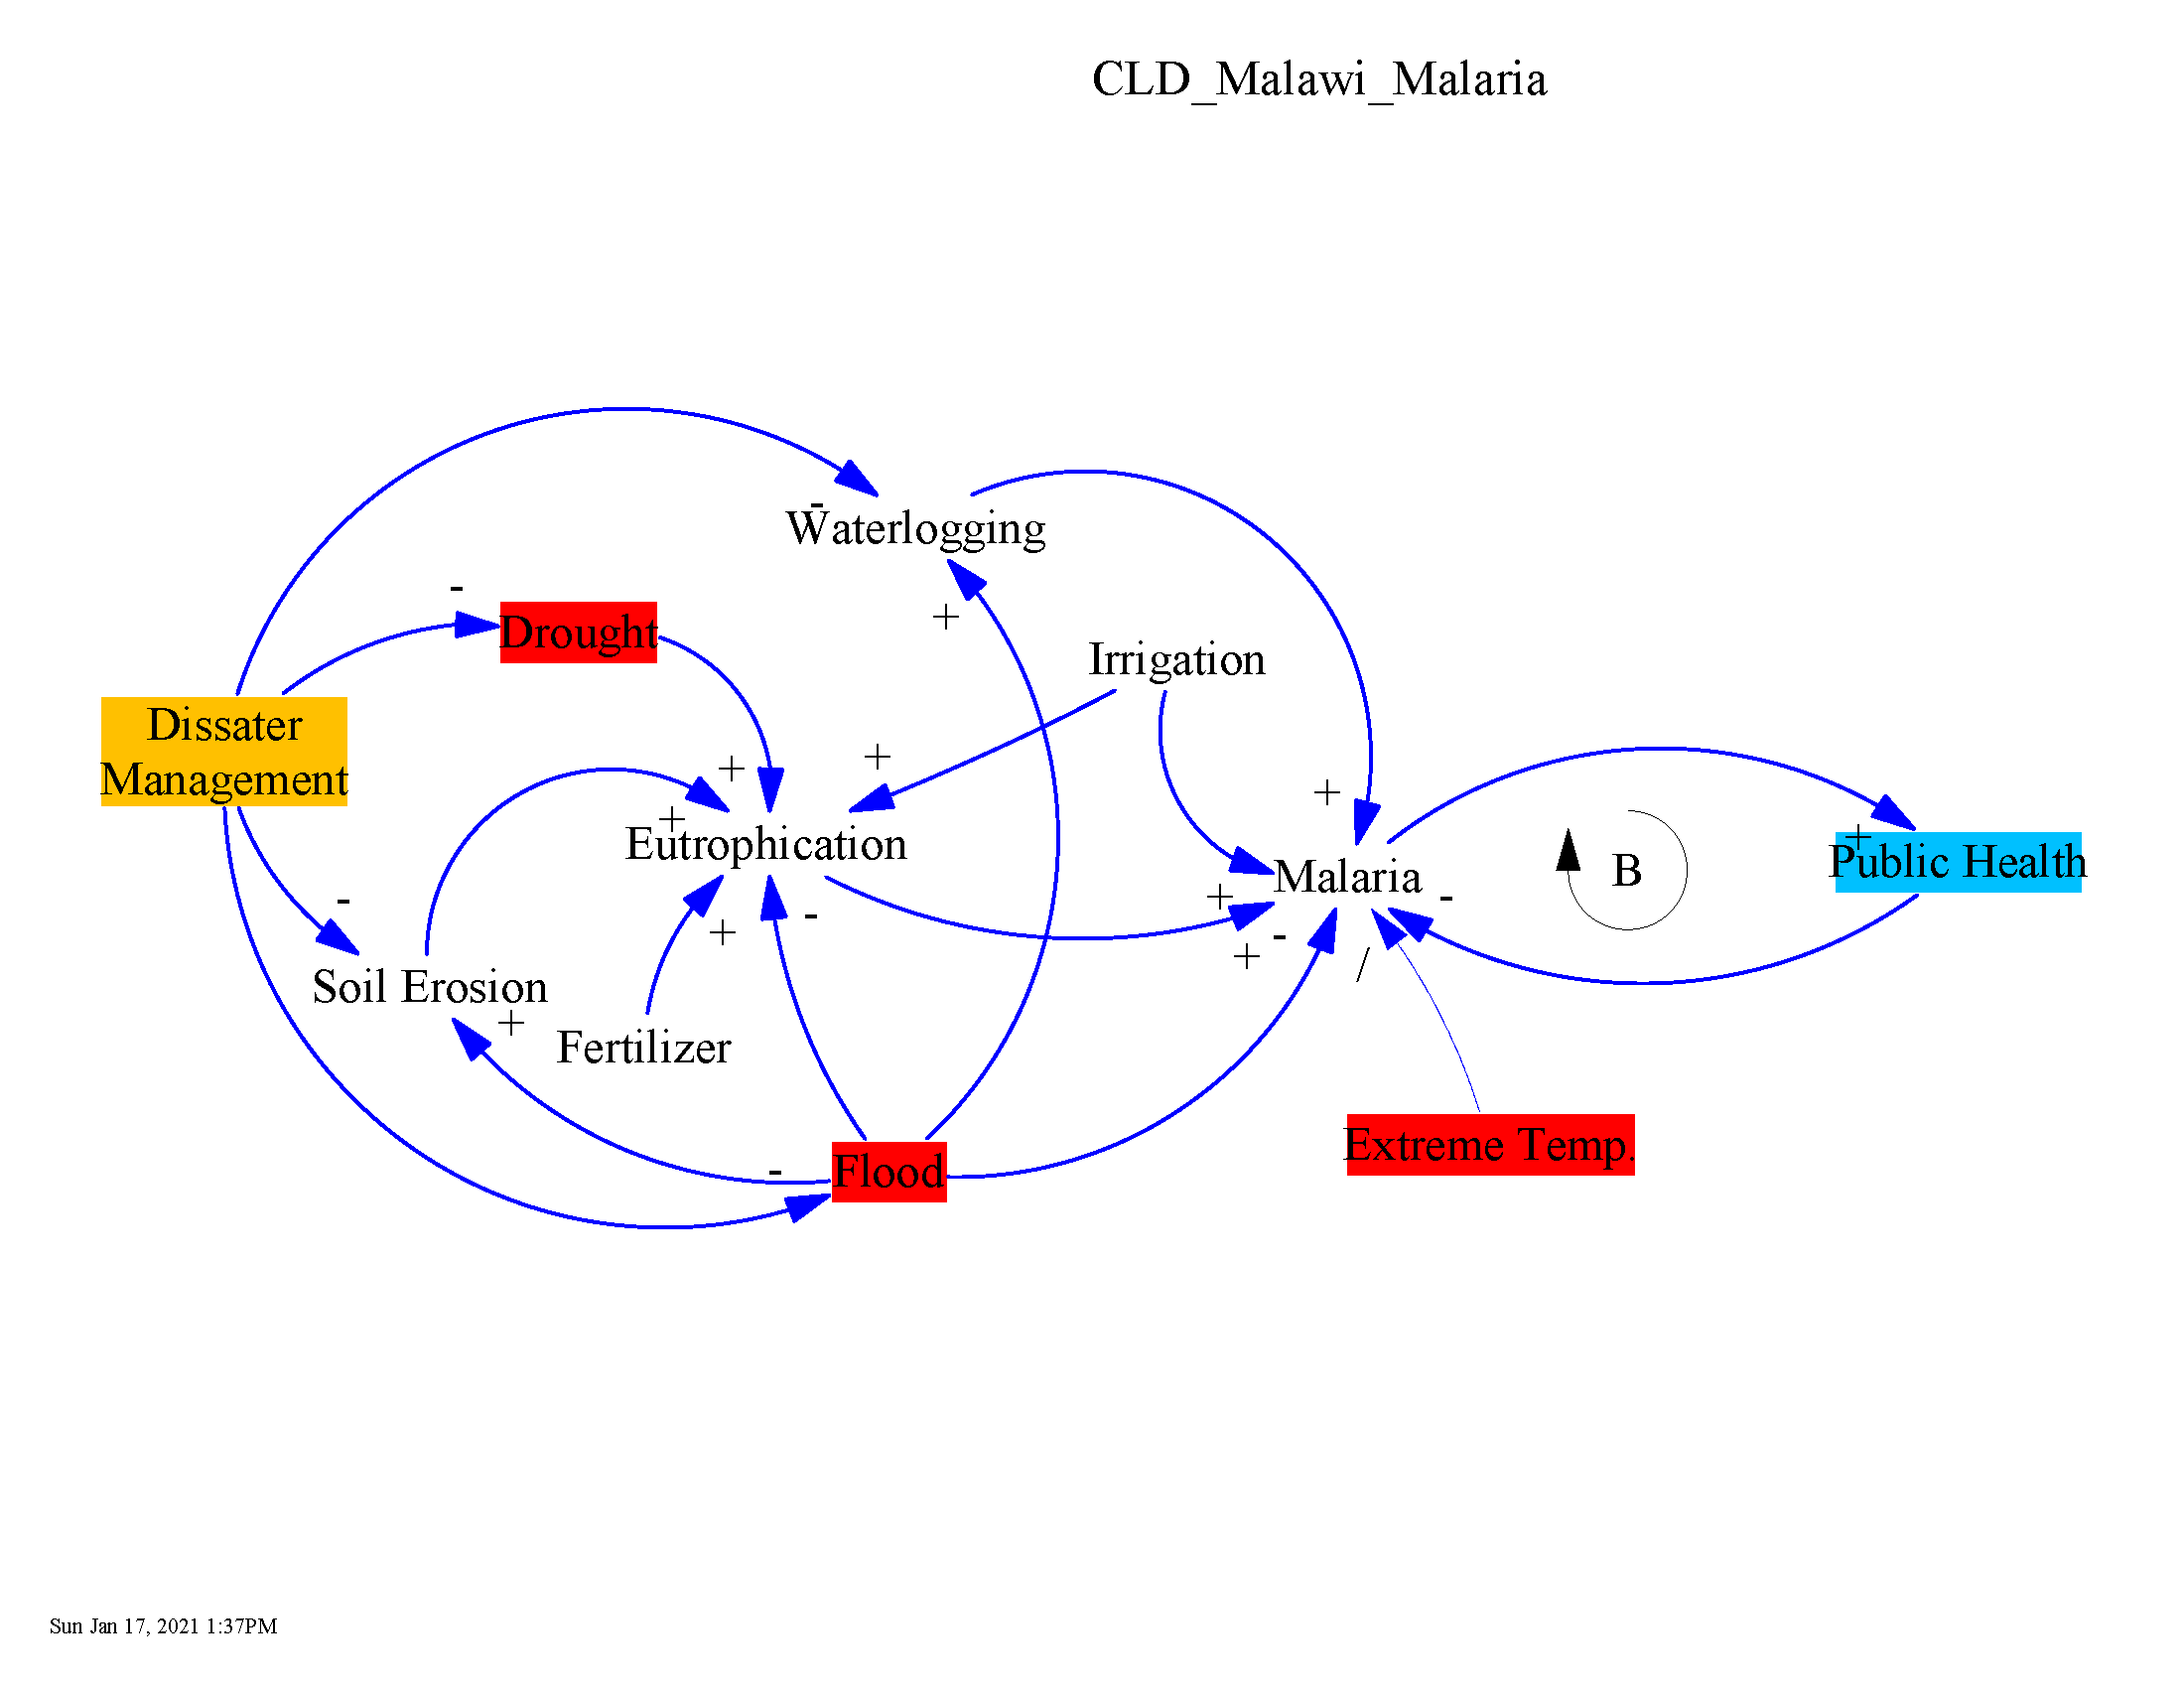 CLD_Malawi_Malaria
-
Waterlogging
-
Drought
+
Irrigation
Dissater
Management
+
+
+
+
Eutrophication
Malaria
B
+
Public Health
-
+
-
-
+
+
-
+
/
Soil Erosion
+
Fertilizer
-
Flood
Extreme Temp.
Sun Jan 17, 2021 1:37PM